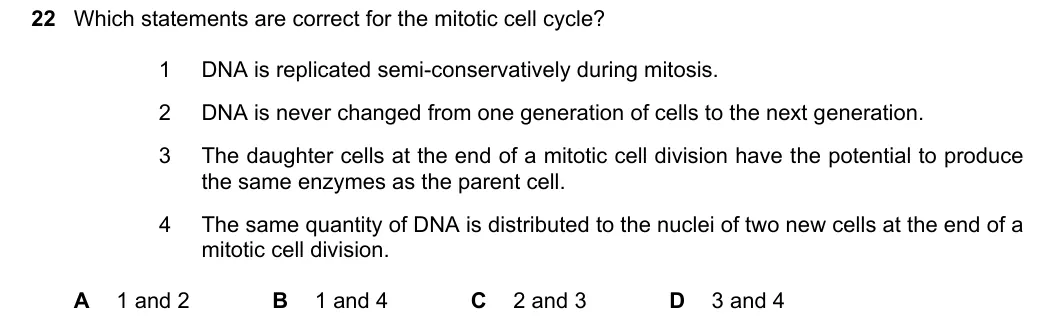 22 Which statements are correct for the mitotic cell cycle?
1 DNA is replicated semi-conservatively during mitosis.
2 DNA is never changed from one generation of cells to the next generation.
3 The daughter cells at the end of a mitotic cell division have the potential to produce
the same enzymes as the parent cell.
4 The same quantity of DNA is distributed to the nuclei of two new cells at the end of a
mitotic cell division.
A 1 and 2 B 1 and 4 C 2 and 3 D 3 and 4